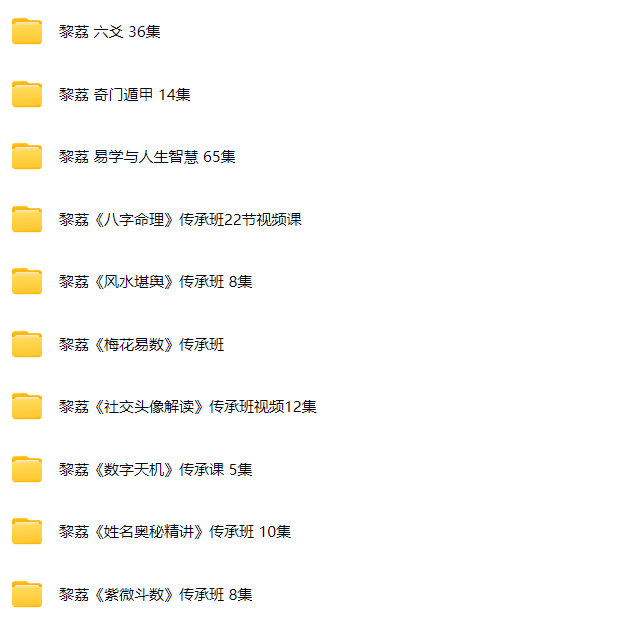 黎荔 六爻 36集
黎荔 奇门遁甲 14集
黎荔 易学与人生智慧 65集
黎荔《八字命理》传承班22节视频课
黎荔《风水堪舆》传承班 8集
黎荔《梅花易数》传承班
黎荔《社交头像解读》传承班视频12集
黎荔《数字天机》传承课 5集
黎荔《姓名奥秘精讲》传承班 10集
黎荔《紫微斗数》传承班 8集